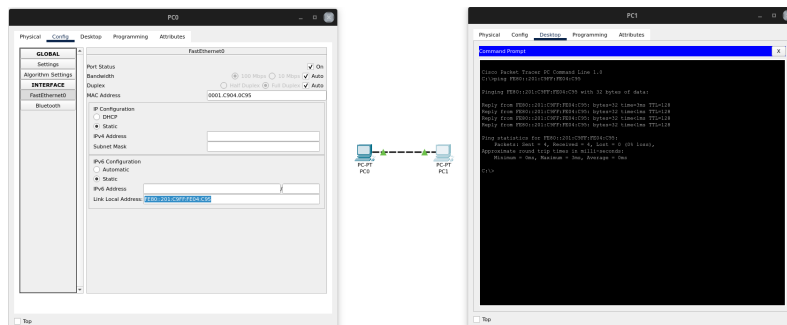 PC0
Physical Config Desktop Programming Attributes
GLOBAL
Settings
Algorithm Settings
INTERFACE
FastEthernet0
Bluetooth
FastEthernet0
Port Status On
Bandwidth 100 Mbps 10 Mbps Auto
Duplex Half Duplex Full Duplex Auto
MAC Address 0001.C904.0C95
IP Configuration
DHCP
Static
IPv4 Address
Subnet Mask
IPv6 Configuration
Automatic
Static
IPv6 Address /
Link Local Address: FE80::201:C9FF:FE04:C95
Top
PC-PT
PC0
PC-PT
PC1
PC1
Physical Config Desktop Programming Attributes
Command Prompt X
Cisco Packet Tracer PC Command Line 1.0
C:\>ping FE80::201:C9FF:FE04:C95
Pinging FE80::201:C9FF:FE04:C95 with 32 bytes of data:
Reply from FE80::201:C9FF:FE04:C95: bytes=32 time=3ms TTL=128
Reply from FE80::201:C9FF:FE04:C95: bytes=32 time<1ms TTL=128
Reply from FE80::201:C9FF:FE04:C95: bytes=32 time<1ms TTL=128
Reply from FE80::201:C9FF:FE04:C95: bytes=32 time<1ms TTL=128
Ping statistics for FE80::201:C9FF:FE04:C95:
Packets: Sent = 4, Received = 4, Lost = 0 (0% loss),
Approximate round trip times in milli-seconds:
Minimum = 0ms, Maximum = 3ms, Average = 0ms
C:\>
Top